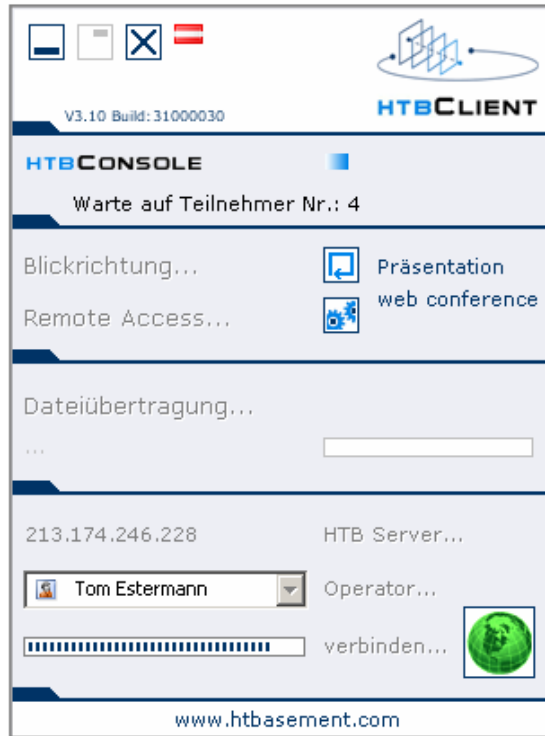 V3.10 Build: 31000030
HTBCLIENT
HTBCONSOLE
Warte auf Teilnehmer Nr.: 4
Blickrichtung...
Präsentation
web conference
Remote Access...
Dateiübertragung...
...
213.174.246.228 HTB Server...
Tom Estermann Operator...
verbinden...
www.htbasement.com